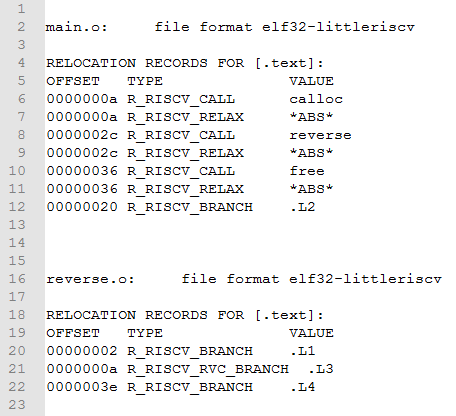 1
2 main.o:     file format elf32-littleriscv
3
4 RELOCATION RECORDS FOR [.text]:
5 OFFSET   TYPE              VALUE
6 0000000a R_RISCV_CALL      calloc
7 0000000a R_RISCV_RELAX     *ABS*
8 0000002c R_RISCV_CALL      reverse
9 0000002c R_RISCV_RELAX     *ABS*
10 00000036 R_RISCV_CALL      free
11 00000036 R_RISCV_RELAX     *ABS*
12 00000020 R_RISCV_BRANCH    .L2
13
14
15
16 reverse.o:     file format elf32-littleriscv
17
18 RELOCATION RECORDS FOR [.text]:
19 OFFSET   TYPE              VALUE
20 00000002 R_RISCV_BRANCH    .L1
21 0000000a R_RISCV_RVC_BRANCH  .L3
22 0000003e R_RISCV_BRANCH    .L4
23